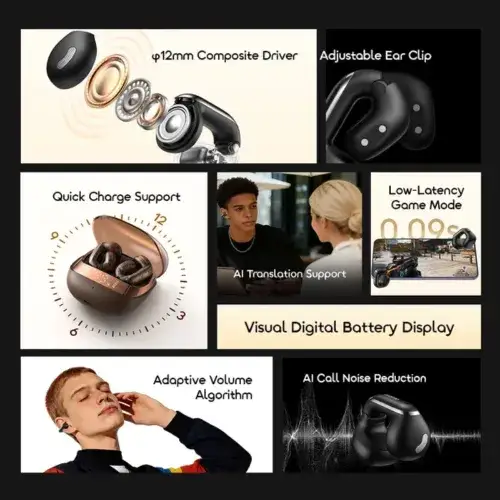 φ12mm Composite Driver
Adjustable Ear Clip
Quick Charge Support
12
9
3
6
AI Translation Support
Low-Latency
Game Mode
0.09s
Visual Digital Battery Display
Adaptive Volume
Algorithm
AI Call Noise Reduction